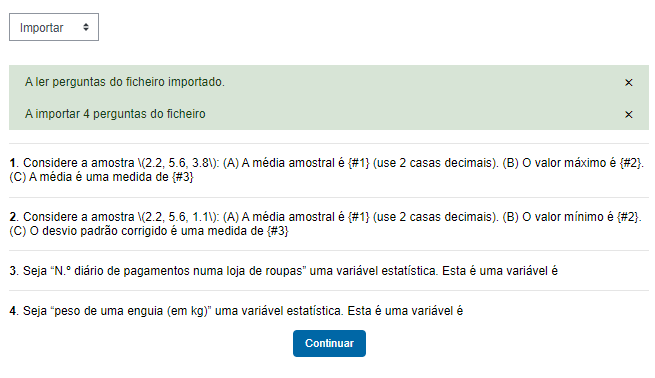 Importar
A ler perguntas do ficheiro importado.
A importar 4 perguntas do ficheiro
1. Considere a amostra \(2.2, 5.6, 3.8\): (A) A média amostral é {#1} (use 2 casas decimais). (B) O valor máximo é {#2}.
(C) A média é uma medida de {#3}
2. Considere a amostra \(2.2, 5.6, 1.1\): (A) A média amostral é {#1} (use 2 casas decimais). (B) O valor mínimo é {#2}.
(C) O desvio padrão corrigido é uma medida de {#3}
3. Seja “N.º diário de pagamentos numa loja de roupas” uma variável estatística. Esta é uma variável é
4. Seja “peso de uma enguia (em kg)” uma variável estatística. Esta é uma variável é
Continuar